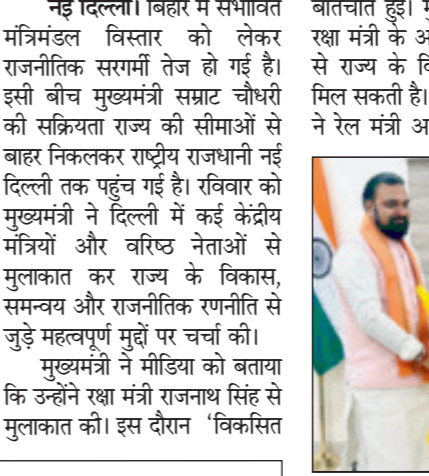 नई दिल्ली। बिहार में संभावित
मंत्रिमंडल विस्तार को लेकर
राजनीतिक सरगर्मी तेज हो गई है।
इसी बीच मुख्यमंत्री सम्राट चौधरी
की सक्रियता राज्य की सीमाओं से
बाहर निकलकर राष्ट्रीय राजधानी नई
दिल्ली तक पहुंच गई है। रविवार को
मुख्यमंत्री ने दिल्ली में कई केंद्रीय
मंत्रियों और वरिष्ठ नेताओं से
मुलाकात कर राज्य के विकास,
समन्वय और राजनीतिक रणनीति से
जुड़े महत्वपूर्ण मुद्दों पर चर्चा की।
मुख्यमंत्री ने मीडिया को बताया
कि उन्होंने रक्षा मंत्री राजनाथ सिंह से
मुलाकात की। इस दौरान 'विकसित
बातचीत हुई।
रक्षा मंत्री के
से राज्य के
मिल सकती है।
ने रेल मंत्री